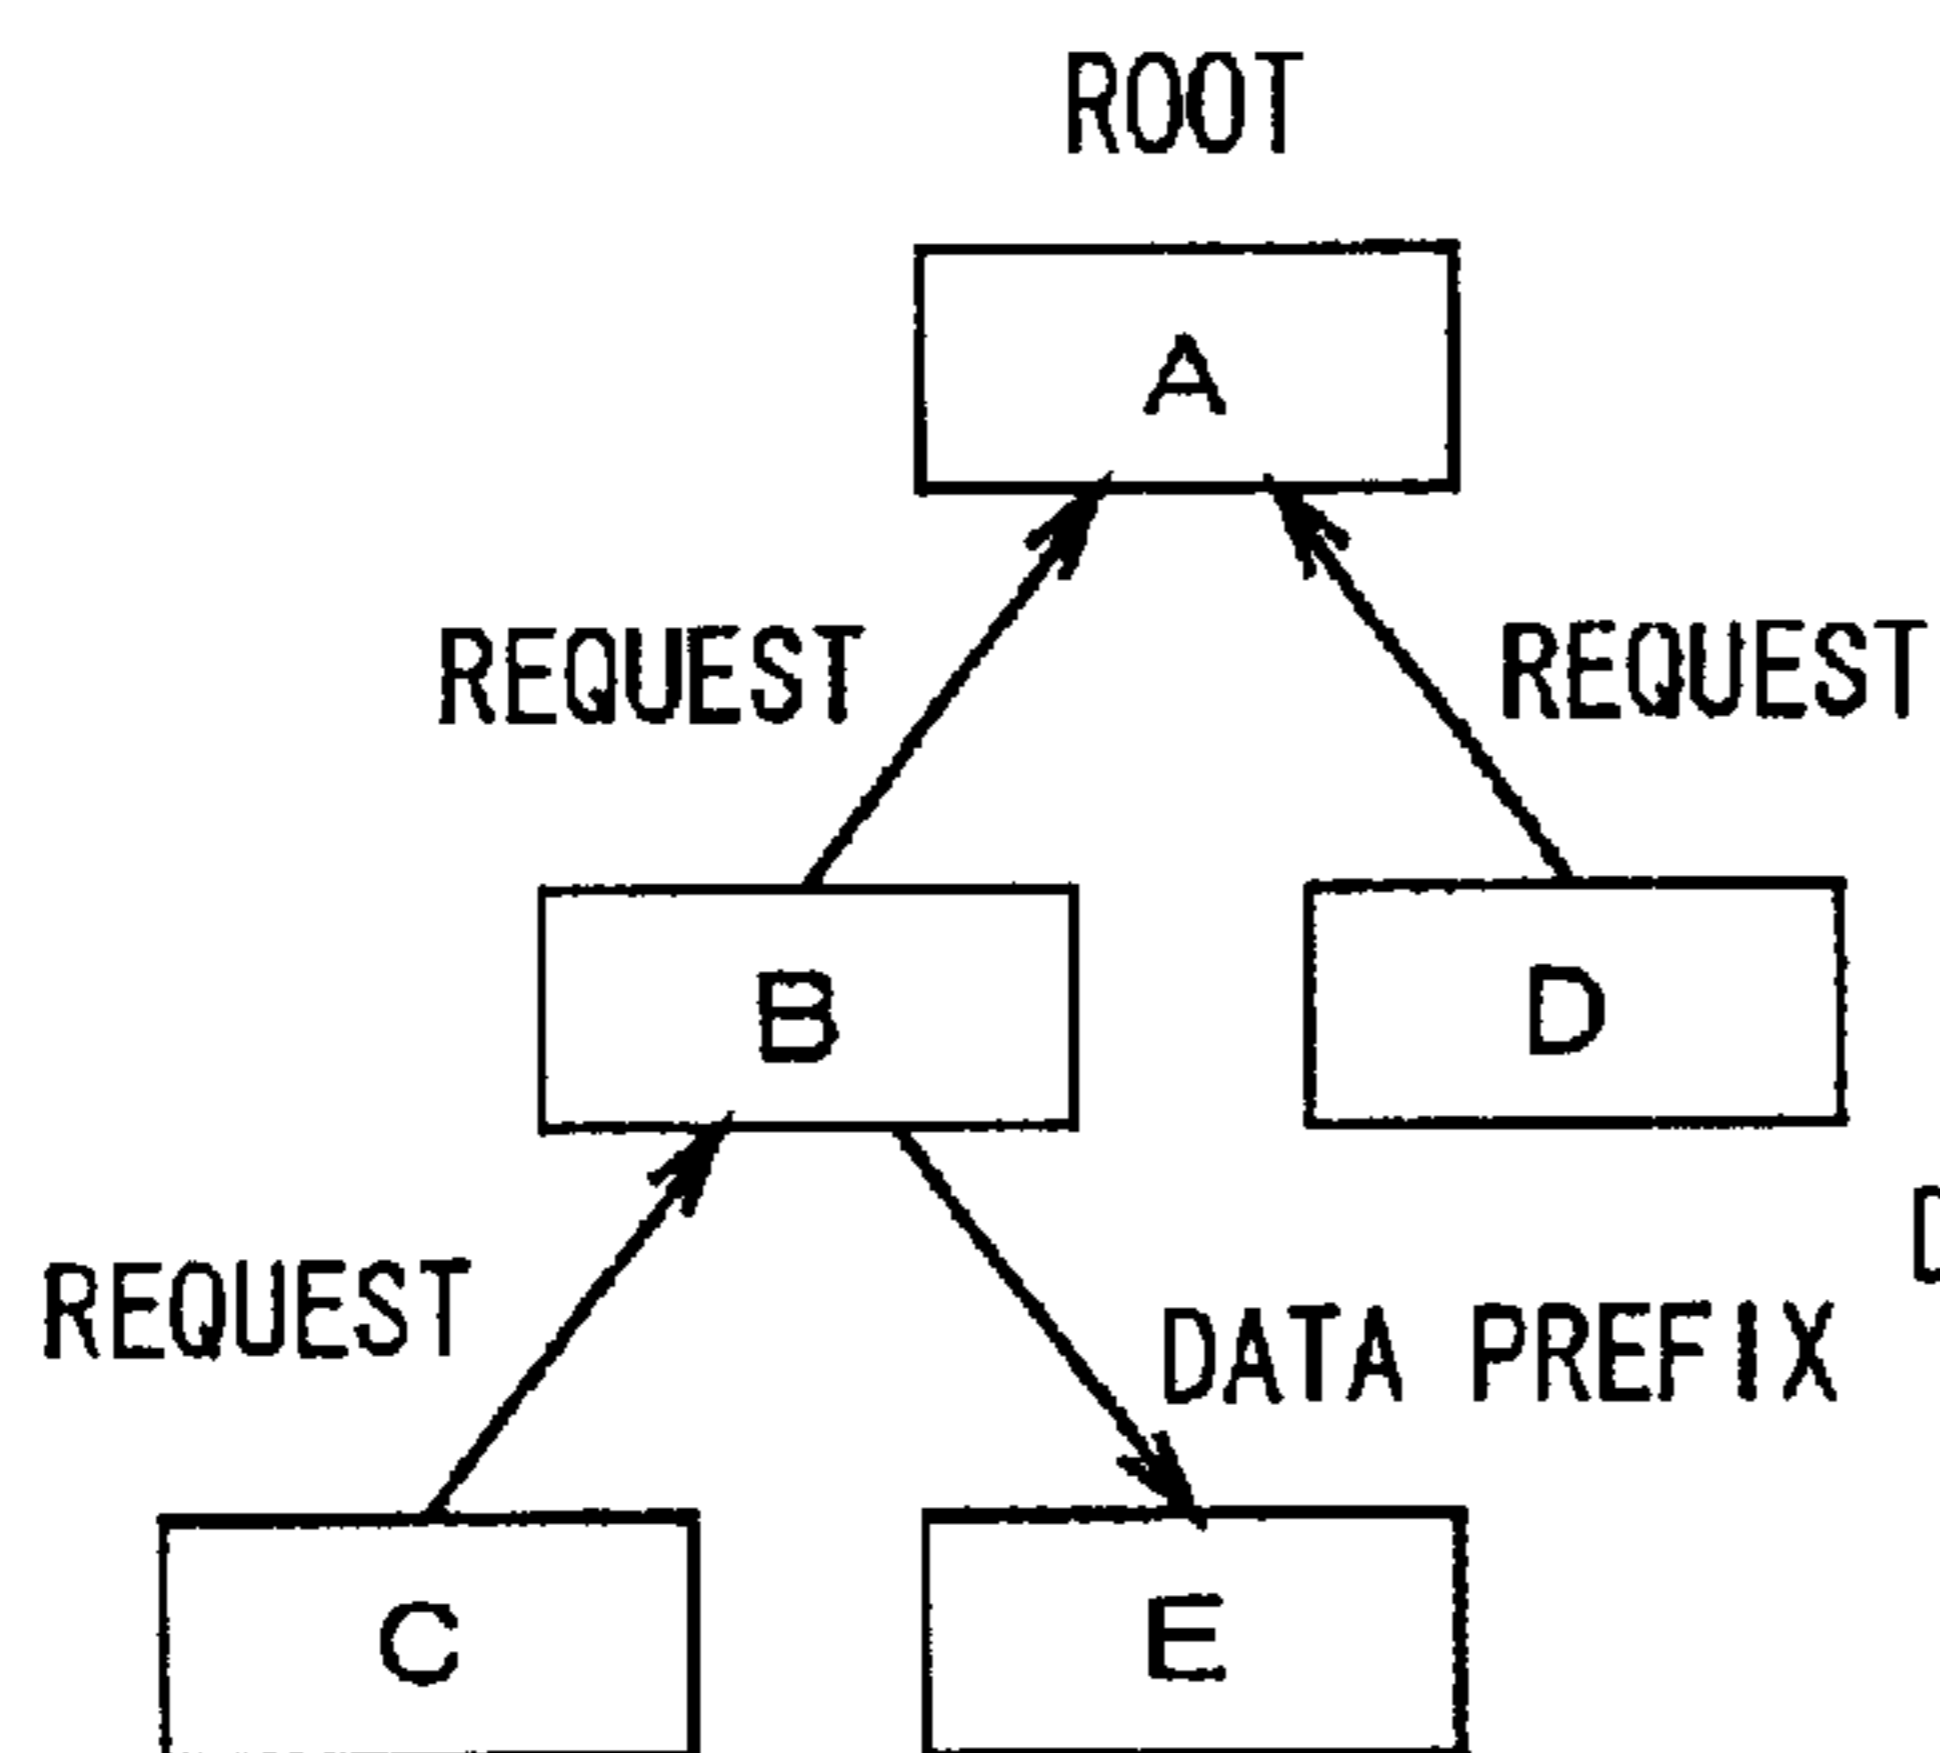 ROOT
A
REQUEST
REQUEST
B
D
REQUEST
DATA PREFIX
C
E